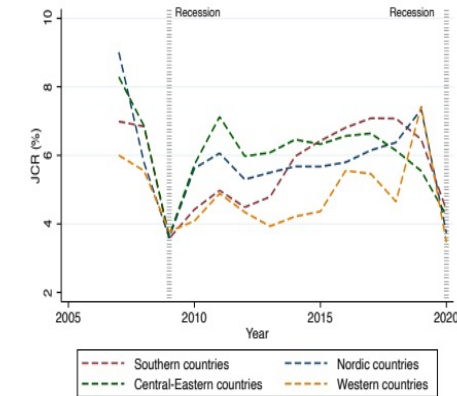 Recession Recession
10
8
6
4
2
JCR (%)
2005 2010 2015 2020
Year
Southern countries Nordic countries
Central-Eastern countries Western countries